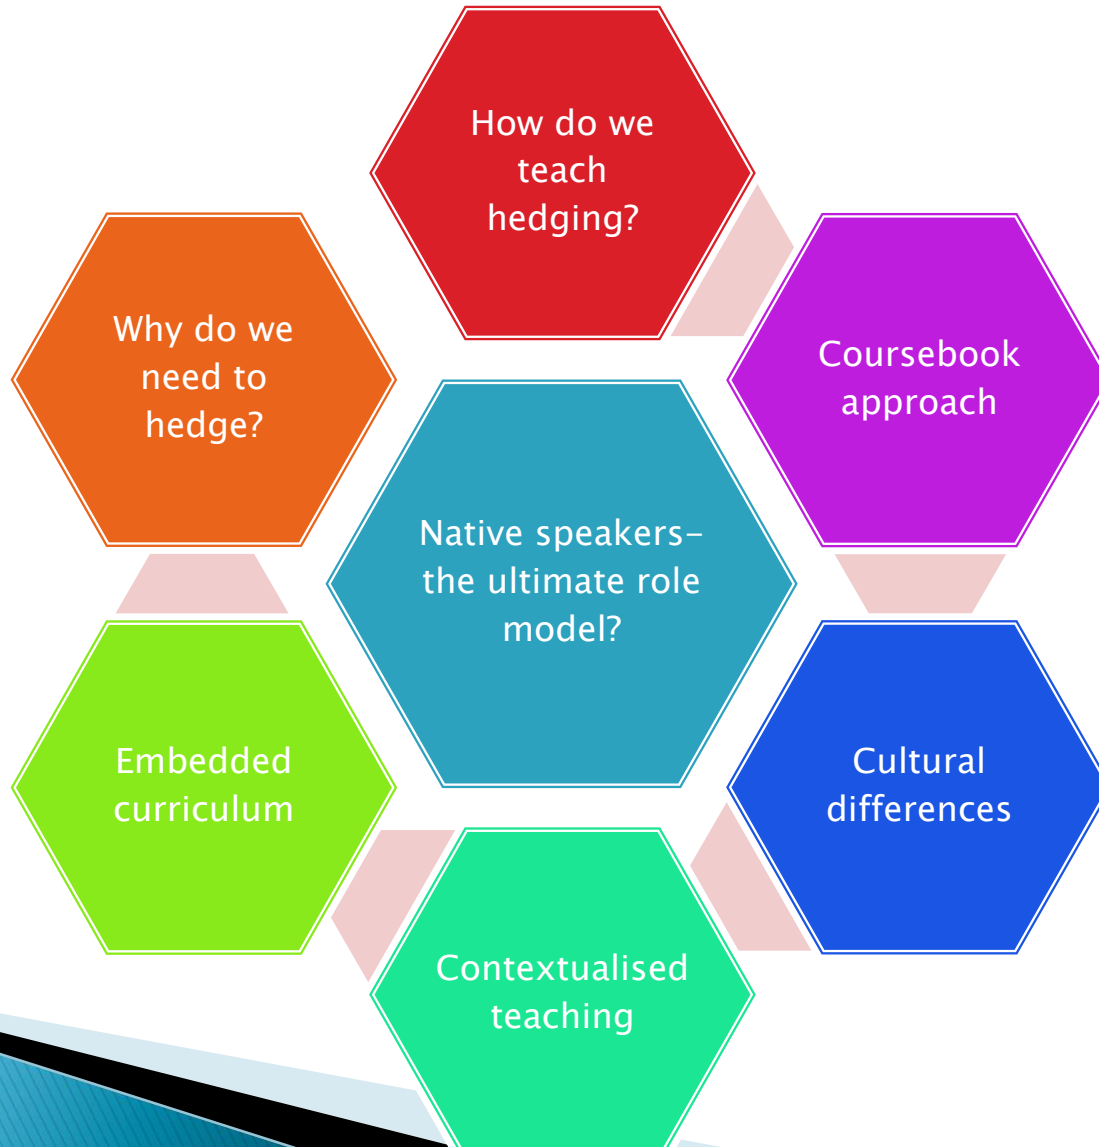 How do we
teach
hedging?
Why do we
need to
hedge?
Coursebook
approach
Native speakers–
the ultimate role
model?
Embedded
curriculum
Cultural
differences
Contextualised
teaching